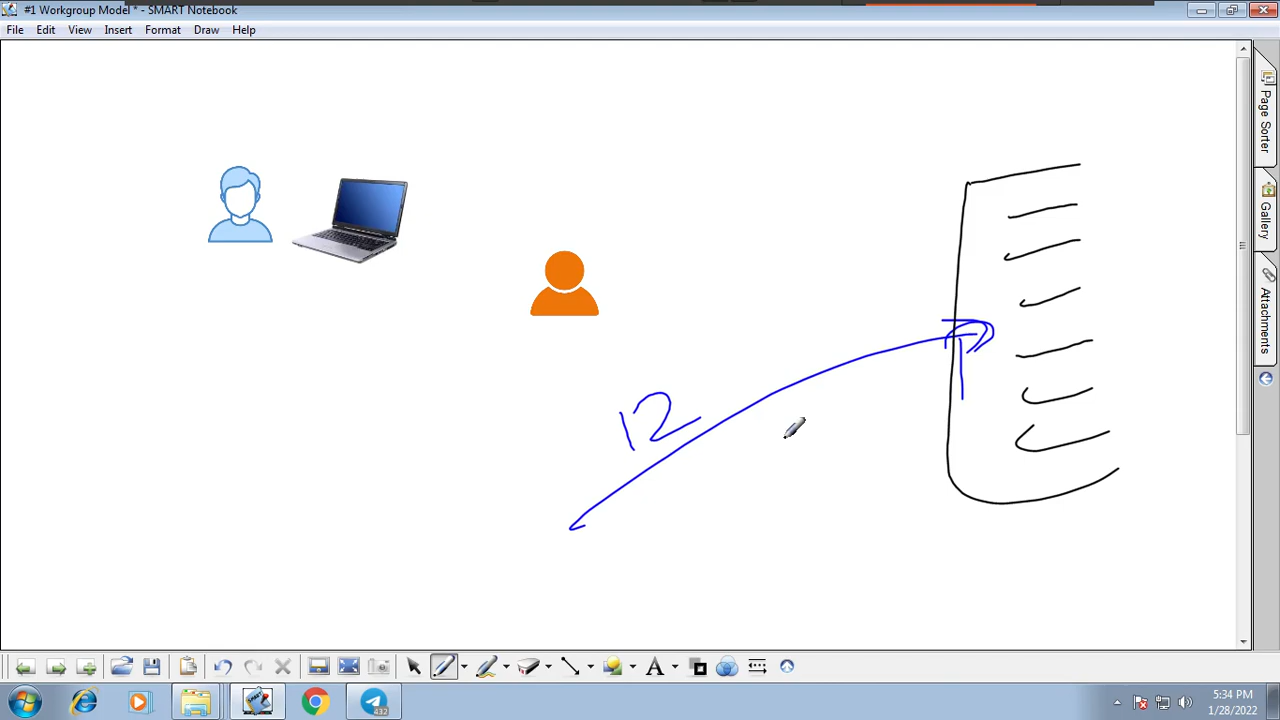 #1 Workgroup Model * - SMART Notebook
File Edit View Insert Format Draw Help
Page Sorter
Gallery
Attachments
12
A
432
5:34 PM
1/28/2022